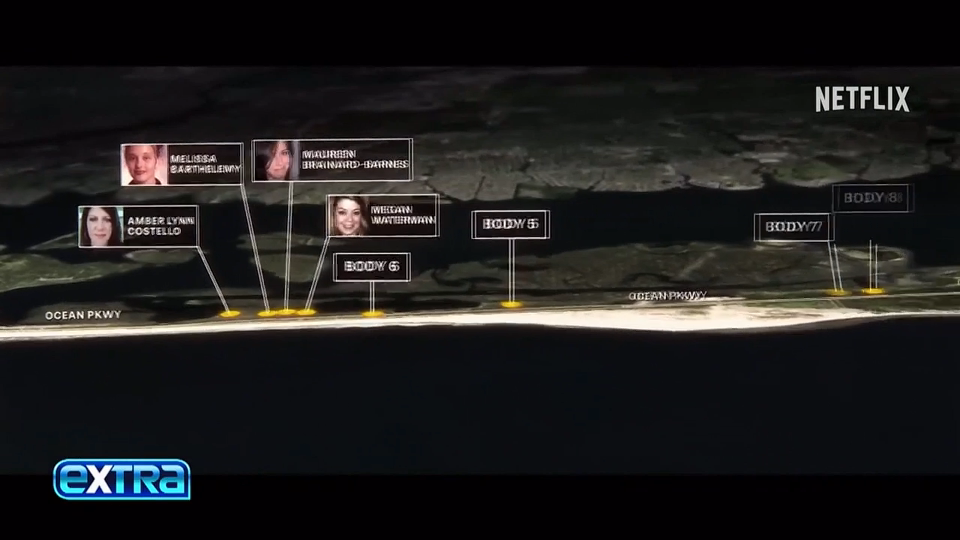 NETFLIX
MELISSA
BARTHELEMY
MAUREEN
BRAINARD-BARNES
AMBER LYNN
COSTELLO
MEGAN
WATERMAN
BODY 5
BODY 6
BODY 7
BODY 8
OCEAN PKWY
OCEAN PKWY
extra